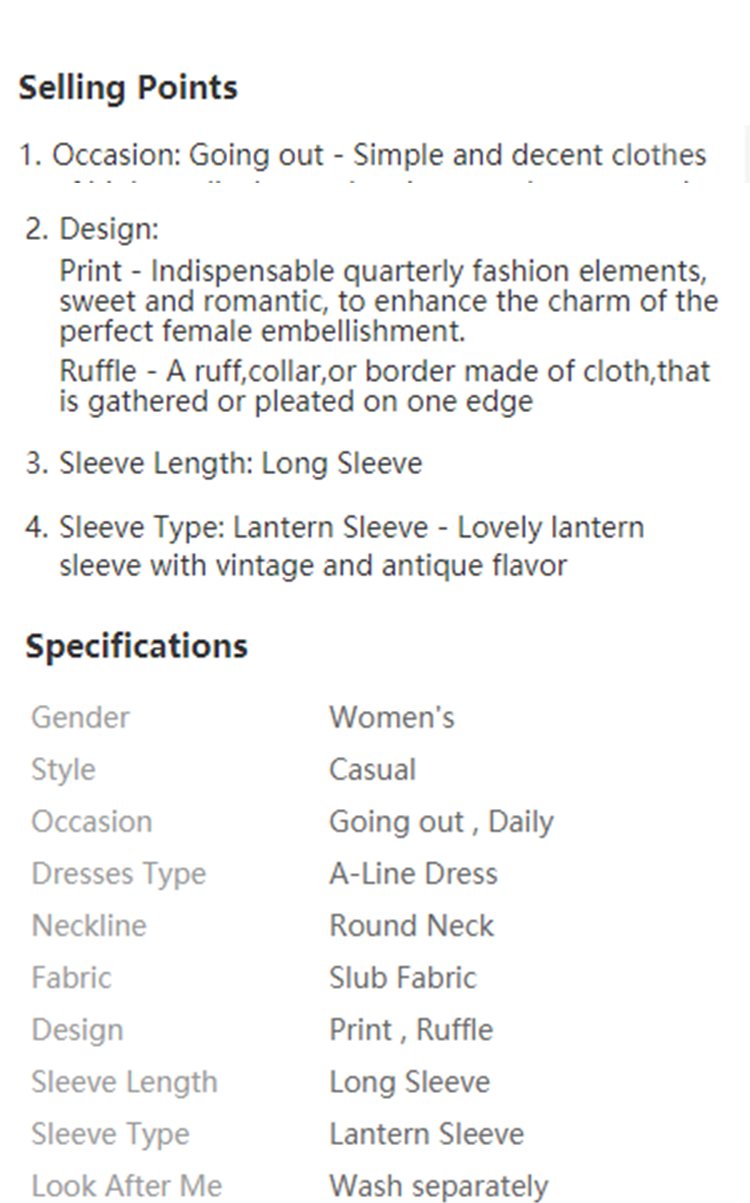 Selling Points
1. Occasion: Going out - Simple and decent clothes
2. Design:
Print - Indispensable quarterly fashion elements,
sweet and romantic, to enhance the charm of the
perfect female embellishment.
Ruffle - A ruff,collar,or border made of cloth,that
is gathered or pleated on one edge
3. Sleeve Length: Long Sleeve
4. Sleeve Type: Lantern Sleeve - Lovely lantern
sleeve with vintage and antique flavor
Specifications
Gender Women's
Style Casual
Occasion Going out , Daily
Dresses Type A-Line Dress
Neckline Round Neck
Fabric Slub Fabric
Design Print , Ruffle
Sleeve Length Long Sleeve
Sleeve Type Lantern Sleeve
Look After Me Wash separately